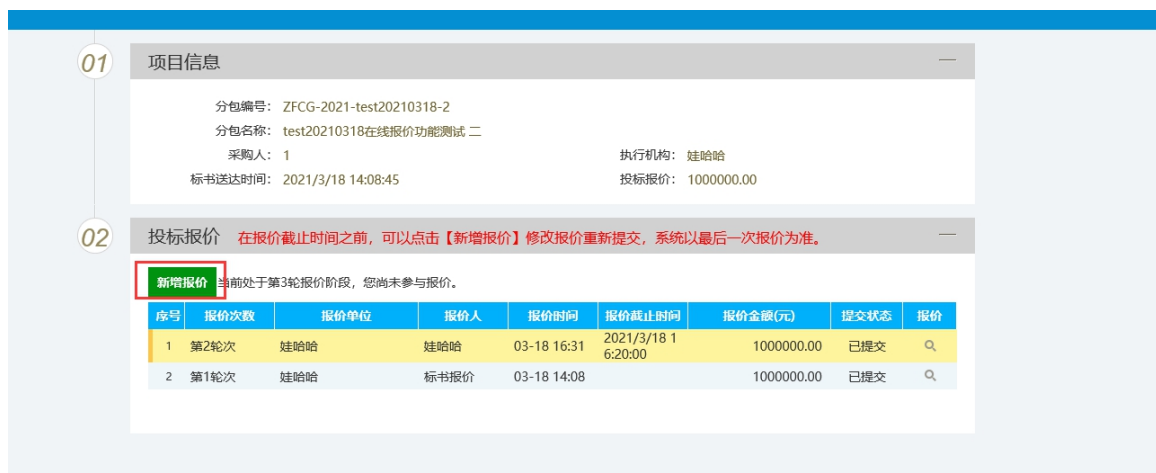 01
项目信息
分包编号： ZFCG-2021-test20210318-2
分包名称： test20210318在线报价功能测试 二
采购人： 1 执行机构： 娃哈哈
标书送达时间： 2021/3/18 14:08:45 投标报价： 1000000.00
02
投标报价 在报价截止时间之前，可以点击【新增报价】修改报价重新提交，系统以最后一次报价为准。
新增报价 当前处于第3轮报价阶段，您尚未参与报价。
序号 报价次数 报价单位 报价人 报价时间 报价截止时间 报价金额(元) 提交状态 报价
1 第2轮次 娃哈哈 娃哈哈 03-18 16:31 2021/3/18 1 1000000.00 已提交
6:20:00
2 第1轮次 娃哈哈 标书报价 03-18 14:08 1000000.00 已提交